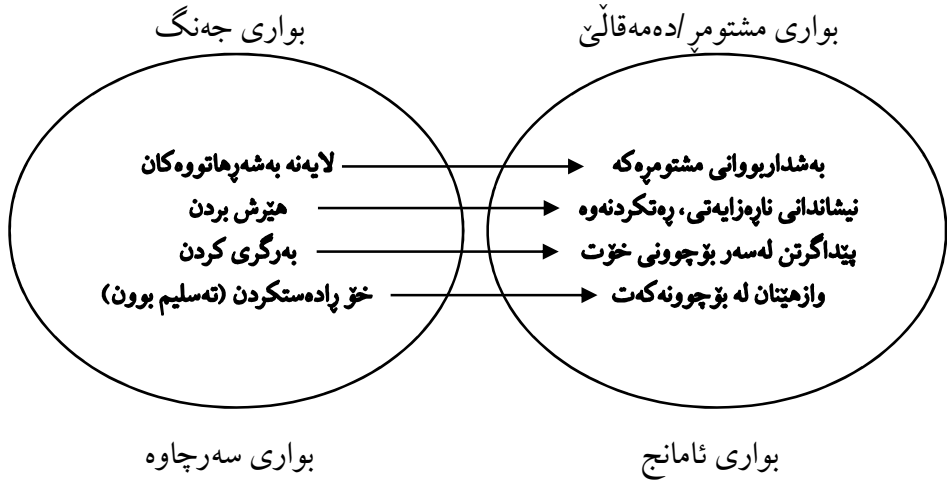 بواری مشتومڕ/دەمەقاڵێ
بواری جەنگ
بەشداربووانی مشتومڕەکە
لایەنە بەشەڕهاتووەکان
نیشاندانی ناڕەزایەتی، ڕەتکردنەوە
هێرش بردن
پێداگرتن لەسەر بۆچوونی خۆت
بەرگری کردن
وازهێنان لە بۆچوونەکەت
خۆ ڕادەستکردن (تەسلیم بوون)
بواری ئامانج
بواری سەرچاوە